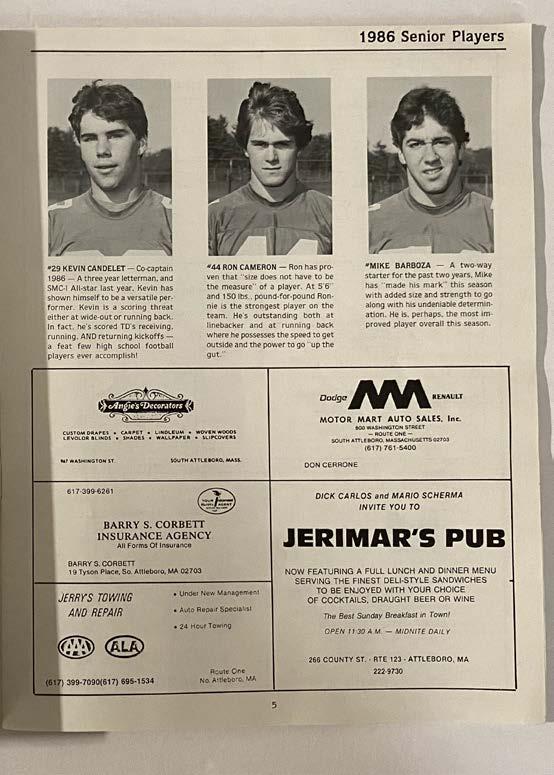 1986 Senior Players
#29 KEVIN CANDELET — Co-captain
1986 — A three year letterman, and
SMC-I All-star last year, Kevin has
shown himself to be a versatile per-
former. Kevin is a scoring threat
either at wide-out or running back.
In fact, he's scored TD's receiving,
running, AND returning kickoffs —
a feat few high school football
players ever accomplish!
#44 RON CAMERON — Ron has pro-
ven that "size does not have to be
the measure" of a player. At 5'6"
and 150 lbs., pound-for-pound Ron-
nie is the strongest player on the
team. He's outstanding both at
linebacker and at running back
where he possesses the speed to get
outside and the power to go "up the
gut."
"MIKE BARBOZA — A two-way
starter for the past two years, Mike
has "made his mark" this season
with added size and strength to go
along with his undeniable determin-
ation. He is, perhaps, the most im-
proved player overall this season.
Angie's Decorators
CUSTOM DRAPES • CARPET • LINOLEUM • WOVEN WOODS
LEVOLOR BLINDS • SHADES • WALLPAPER • SLIPCOVERS
967 WASHINGTON ST. SOUTH ATTLEBORO, MASS.
Dodge RENAULT
MOTOR MART AUTO SALES, Inc.
800 WASHINGTON STREET
— ROUTE ONE —
SOUTH ATTLEBORO, MASSACHUSETTS 02703
(617) 761-5400
DON CERRONE
617-399-6261
BARRY S. CORBETT
INSURANCE AGENCY
All Forms Of Insurance
BARRY S. CORBETT
19 Tyson Place, So. Attleboro, MA 02703
JERRY'S TOWING
AND REPAIR
• Under New Management
• Auto Repair Specialist
• 24 Hour Towing
AAA ALA
(617) 399-7090(617) 695-1534
Route One
No. Attleboro, MA
DICK CARLOS and MARIO SCHERMA
INVITE YOU TO
JERIMAR'S PUB
NOW FEATURING A FULL LUNCH AND DINNER MENU
SERVING THE FINEST DELI-STYLE SANDWICHES
TO BE ENJOYED WITH YOUR CHOICE
OF COCKTAILS, DRAUGHT BEER OR WINE
The Best Sunday Breakfast in Town!
OPEN 11:30 A.M. — MIDNITE DAILY
266 COUNTY ST. · RTE 123 · ATTLEBORO, MA
222-9730
5